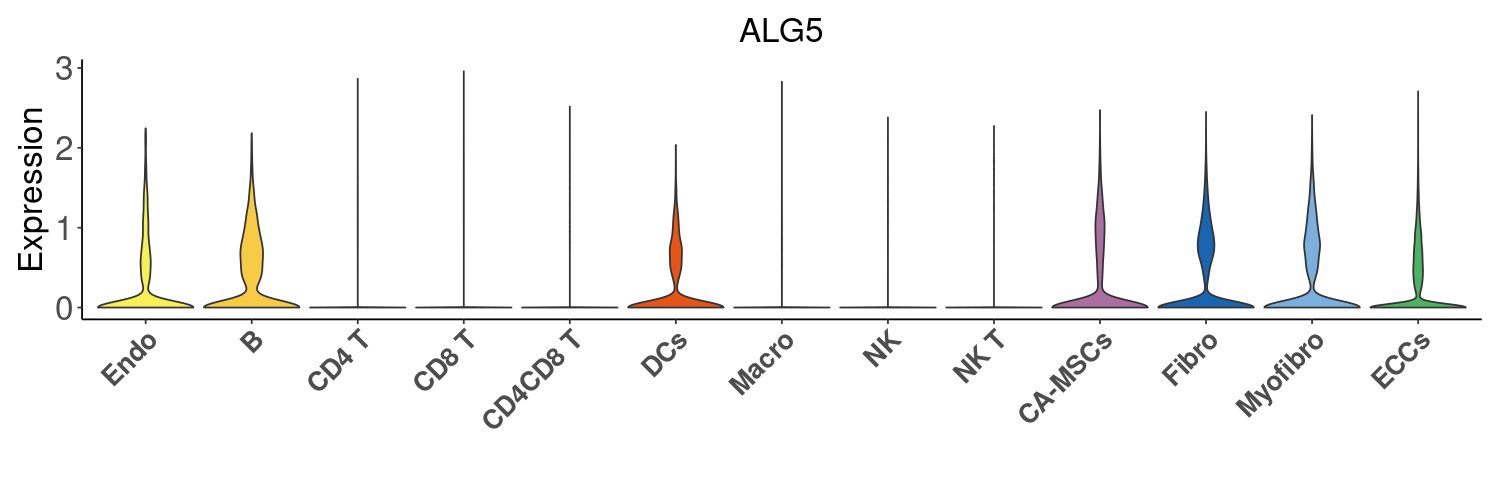 ALG5
Expression
3
2
1
0
Endo
B
CD4 T
CD8 T
CD4CD8 T
DCs
Macro
NK
NK T
CA-MSCs
Fibro
Myofibro
ECCs